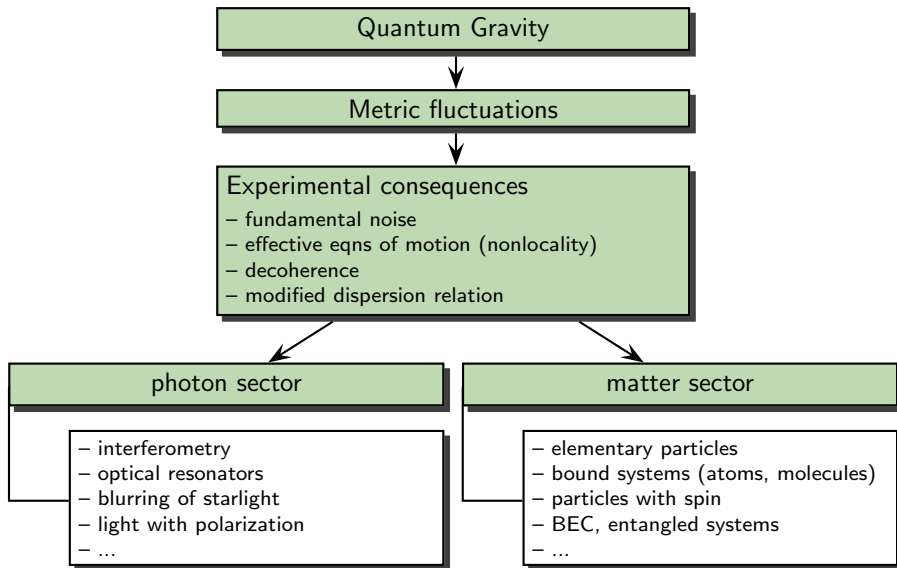 Quantum Gravity
Metric fluctuations
Experimental consequences
– fundamental noise
– effective eqns of motion (nonlocality)
– decoherence
– modified dispersion relation
photon sector
– interferometry
– optical resonators
– blurring of starlight
– light with polarization
– ...
matter sector
– elementary particles
– bound systems (atoms, molecules)
– particles with spin
– BEC, entangled systems
– ...